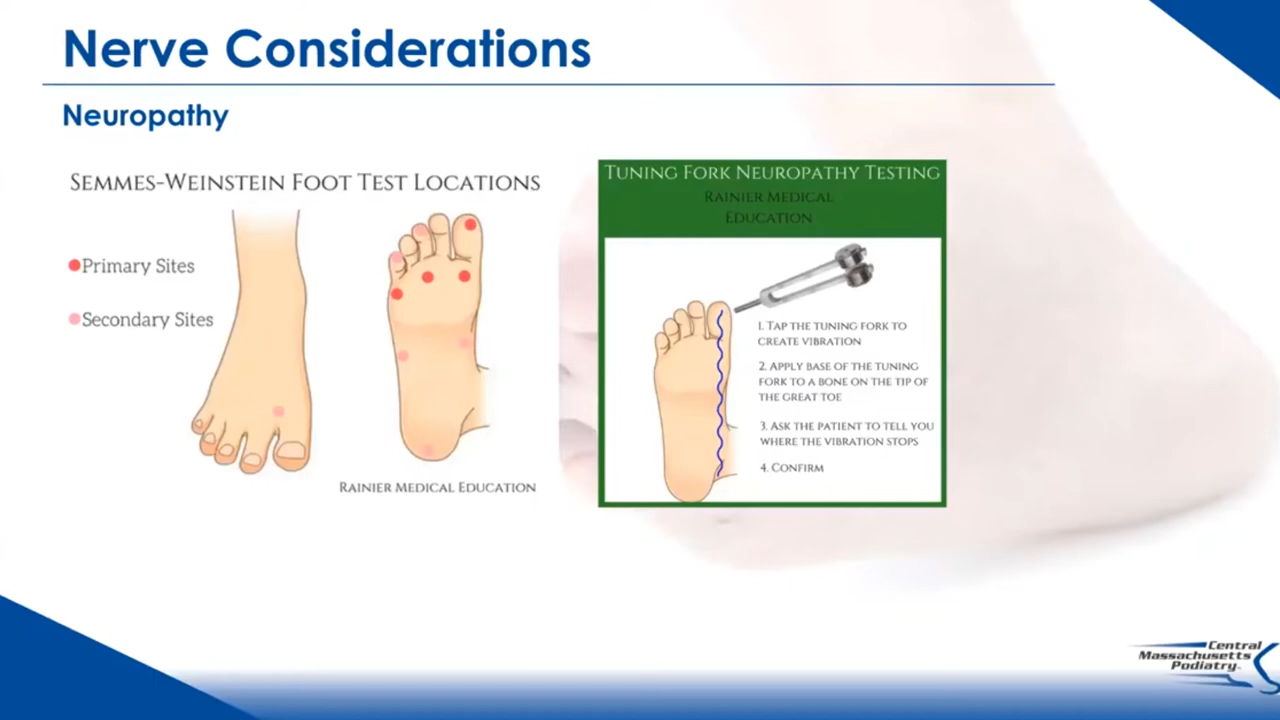 Nerve Considerations
Neuropathy
SEMMES-WEINSTEIN FOOT TEST LOCATIONS
Primary Sites
Secondary Sites
RAINIER MEDICAL EDUCATION
TUNING FORK NEUROPATHY TESTING
RAINIER MEDICAL
EDUCATION
1. TAP THE TUNING FORK TO
CREATE VIBRATION
2. APPLY BASE OF THE TUNING
FORK TO A BONE ON THE TIP OF
THE GREAT TOE
3. ASK THE PATIENT TO TELL YOU
WHERE THE VIBRATION STOPS
4. CONFIRM
Central
Massachusetts
Podiatry